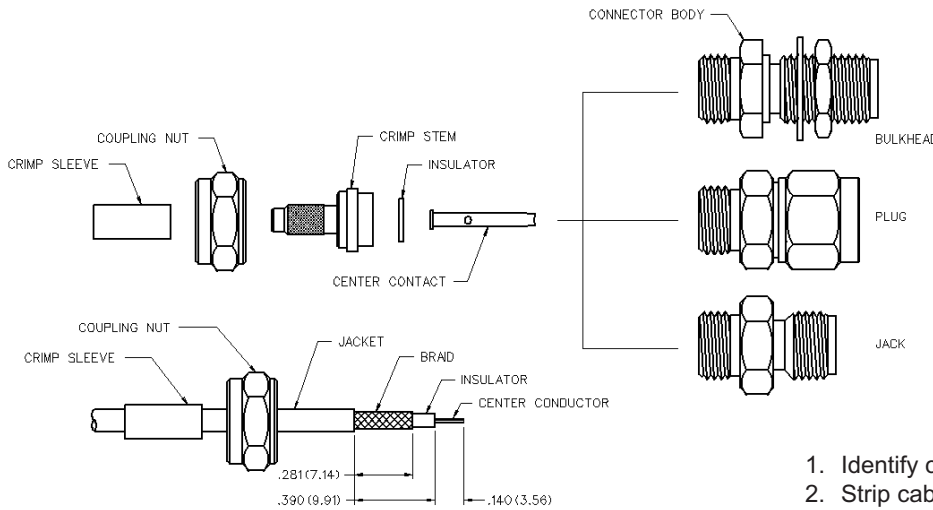 CONNECTOR BODY
BULKHEAD
COUPLING NUT
CRIMP STEM
CRIMP SLEEVE
INSULATOR
PLUG
CENTER CONTACT
COUPLING NUT
JACKET
CRIMP SLEEVE
BRAID
INSULATOR
CENTER CONDUCTOR
JACK
.281(7.14)
.390(9.91)
.140(3.56)
1. Identify
2. Strip